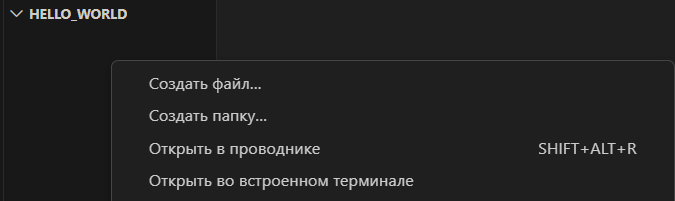 HELLO_WORLD
Создать файл...
Создать папку...
Открыть в проводнике SHIFT+ALT+R
Открыть во встроенном терминале